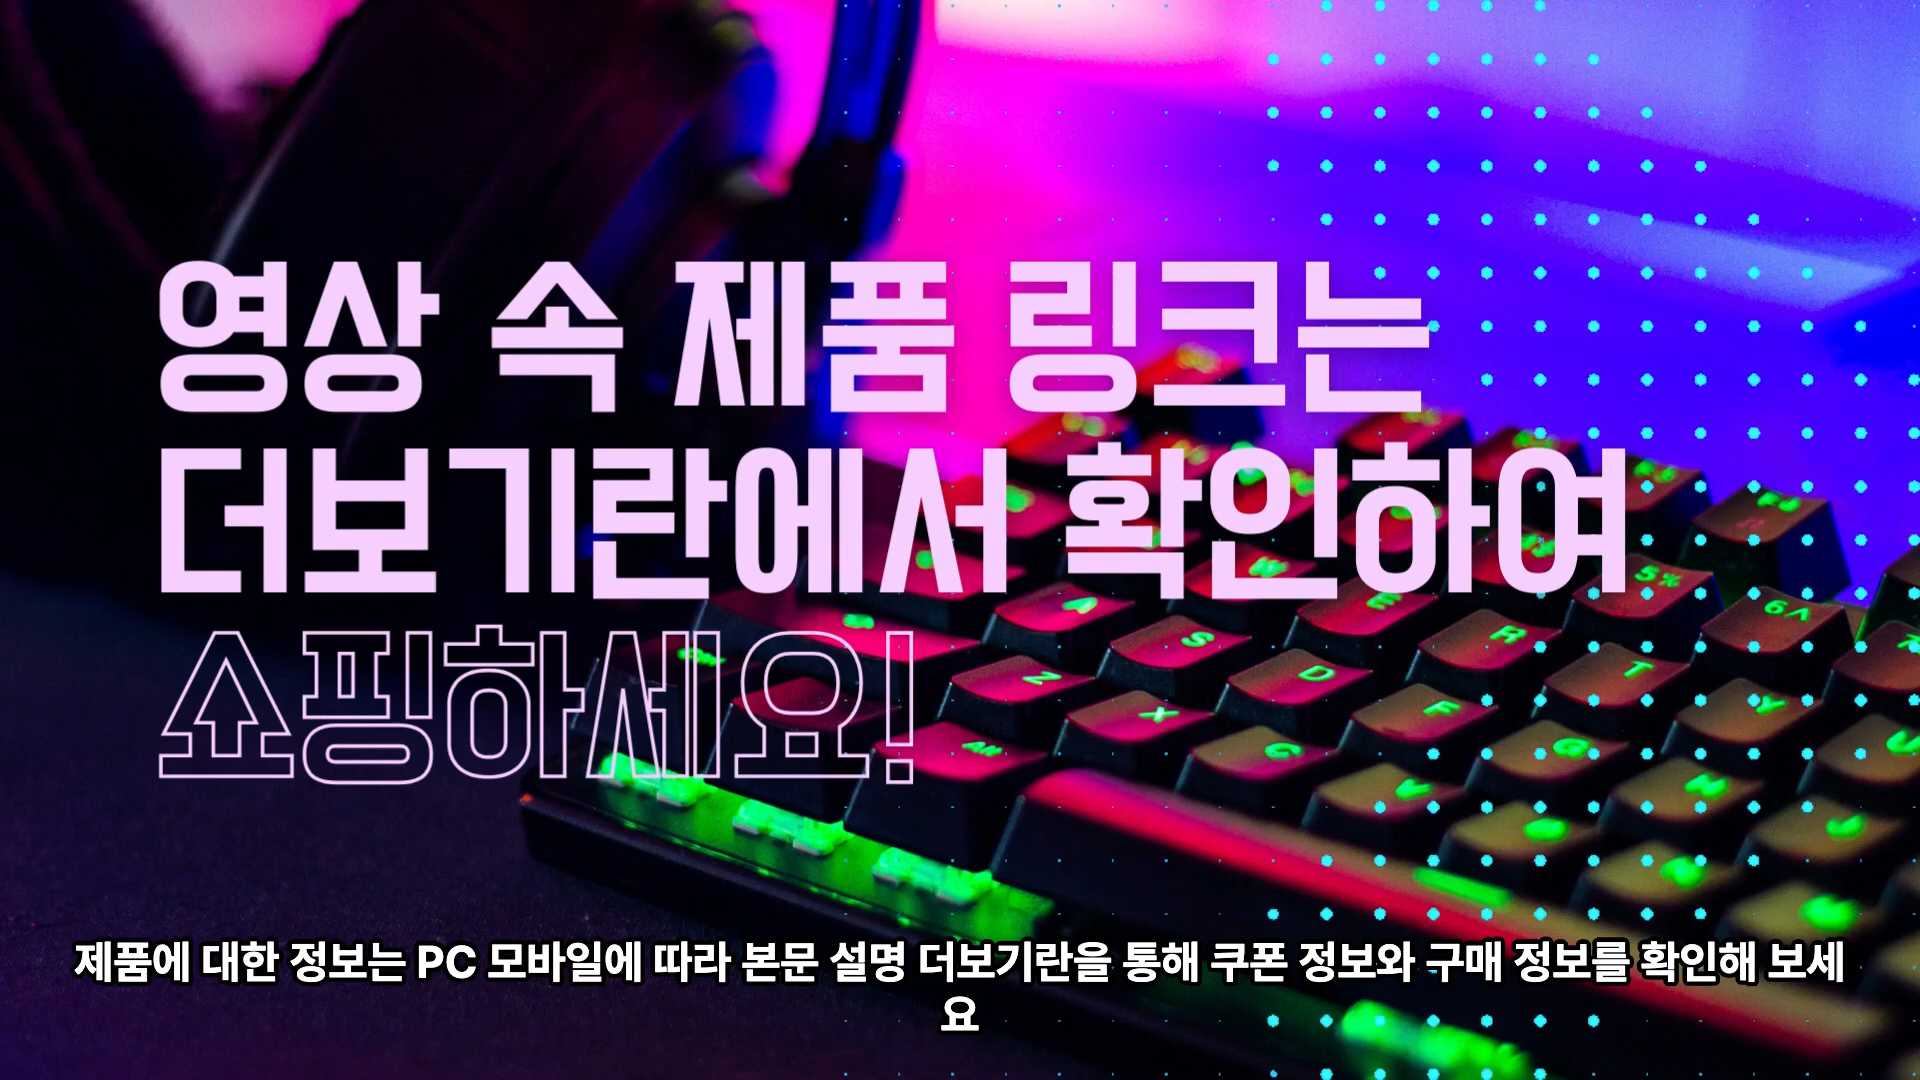 영상 속 제품 링크는
더보기란에서 확인하여
쇼핑하세요!
제품에 대한 정보는 PC 모바일에 따라 본문 설명 더보기란을 통해 쿠폰 정보와 구매 정보를 확인해 보세
요
W
E
R
T
Y
U
A
S
D
F
G
Z
X
C
V
5%
6^
Alt